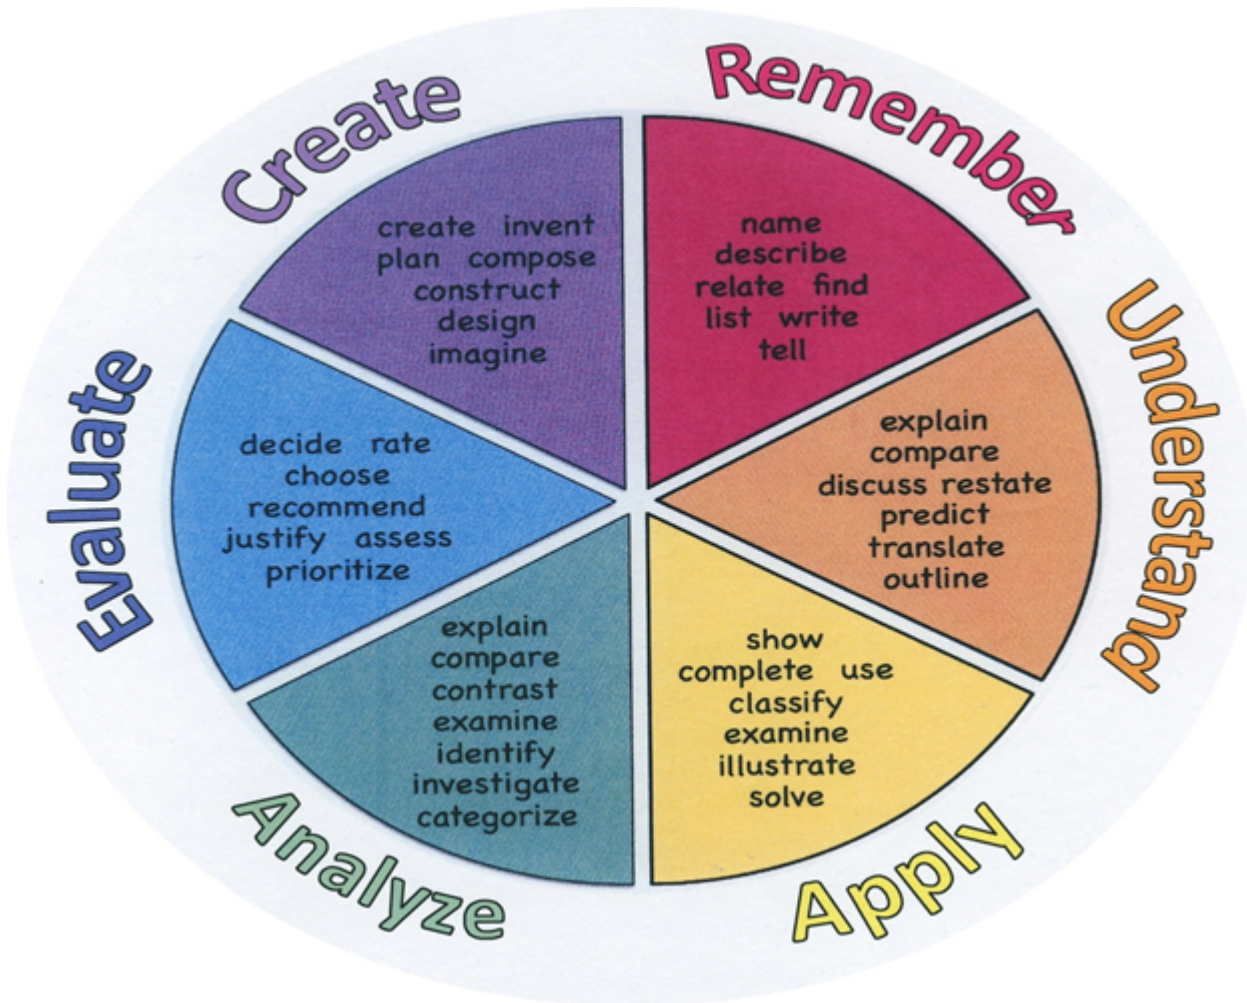 Remember
name
describe
relate find
list write
tell
Understand
explain
compare
discuss restate
predict
translate
outline
Apply
show
complete use
classify
examine
illustrate
solve
Analyze
explain
compare
contrast
examine
identify
investigate
categorize
Evaluate
decide rate
choose
recommend
justify assess
prioritize
Create
create invent
plan compose
construct
design
imagine